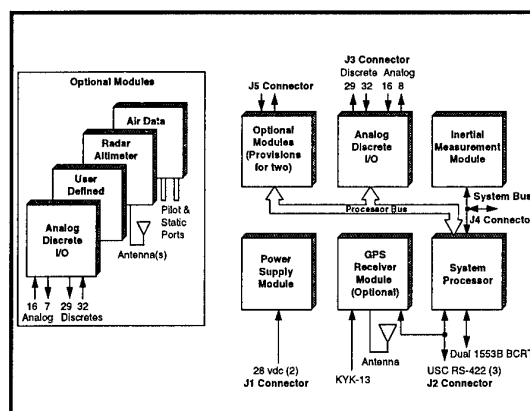 Optional Modules
Air Data
Radar
Altimeter
User
Defined
Analog
Discrete
I/O
Pilot &
Static
Ports
Antenna(s)
16 7 29 32
Analog Discretes
J5 Connector
J3 Connector
Discrete Analog
29 32 16 8
Optional
Modules
(Provisions
for two)
Analog
Discrete
I/O
Inertial
Measurement
Module
System Bus
J4 Connector
Processor Bus
Power
Supply
Module
GPS
Receiver
Module
(Optional)
System
Processor
Antenna
28 vdc (2)
J1 Connector
KYK-13
Dual 1553B BCRT
USC RS-422 (3)
J2 Connector